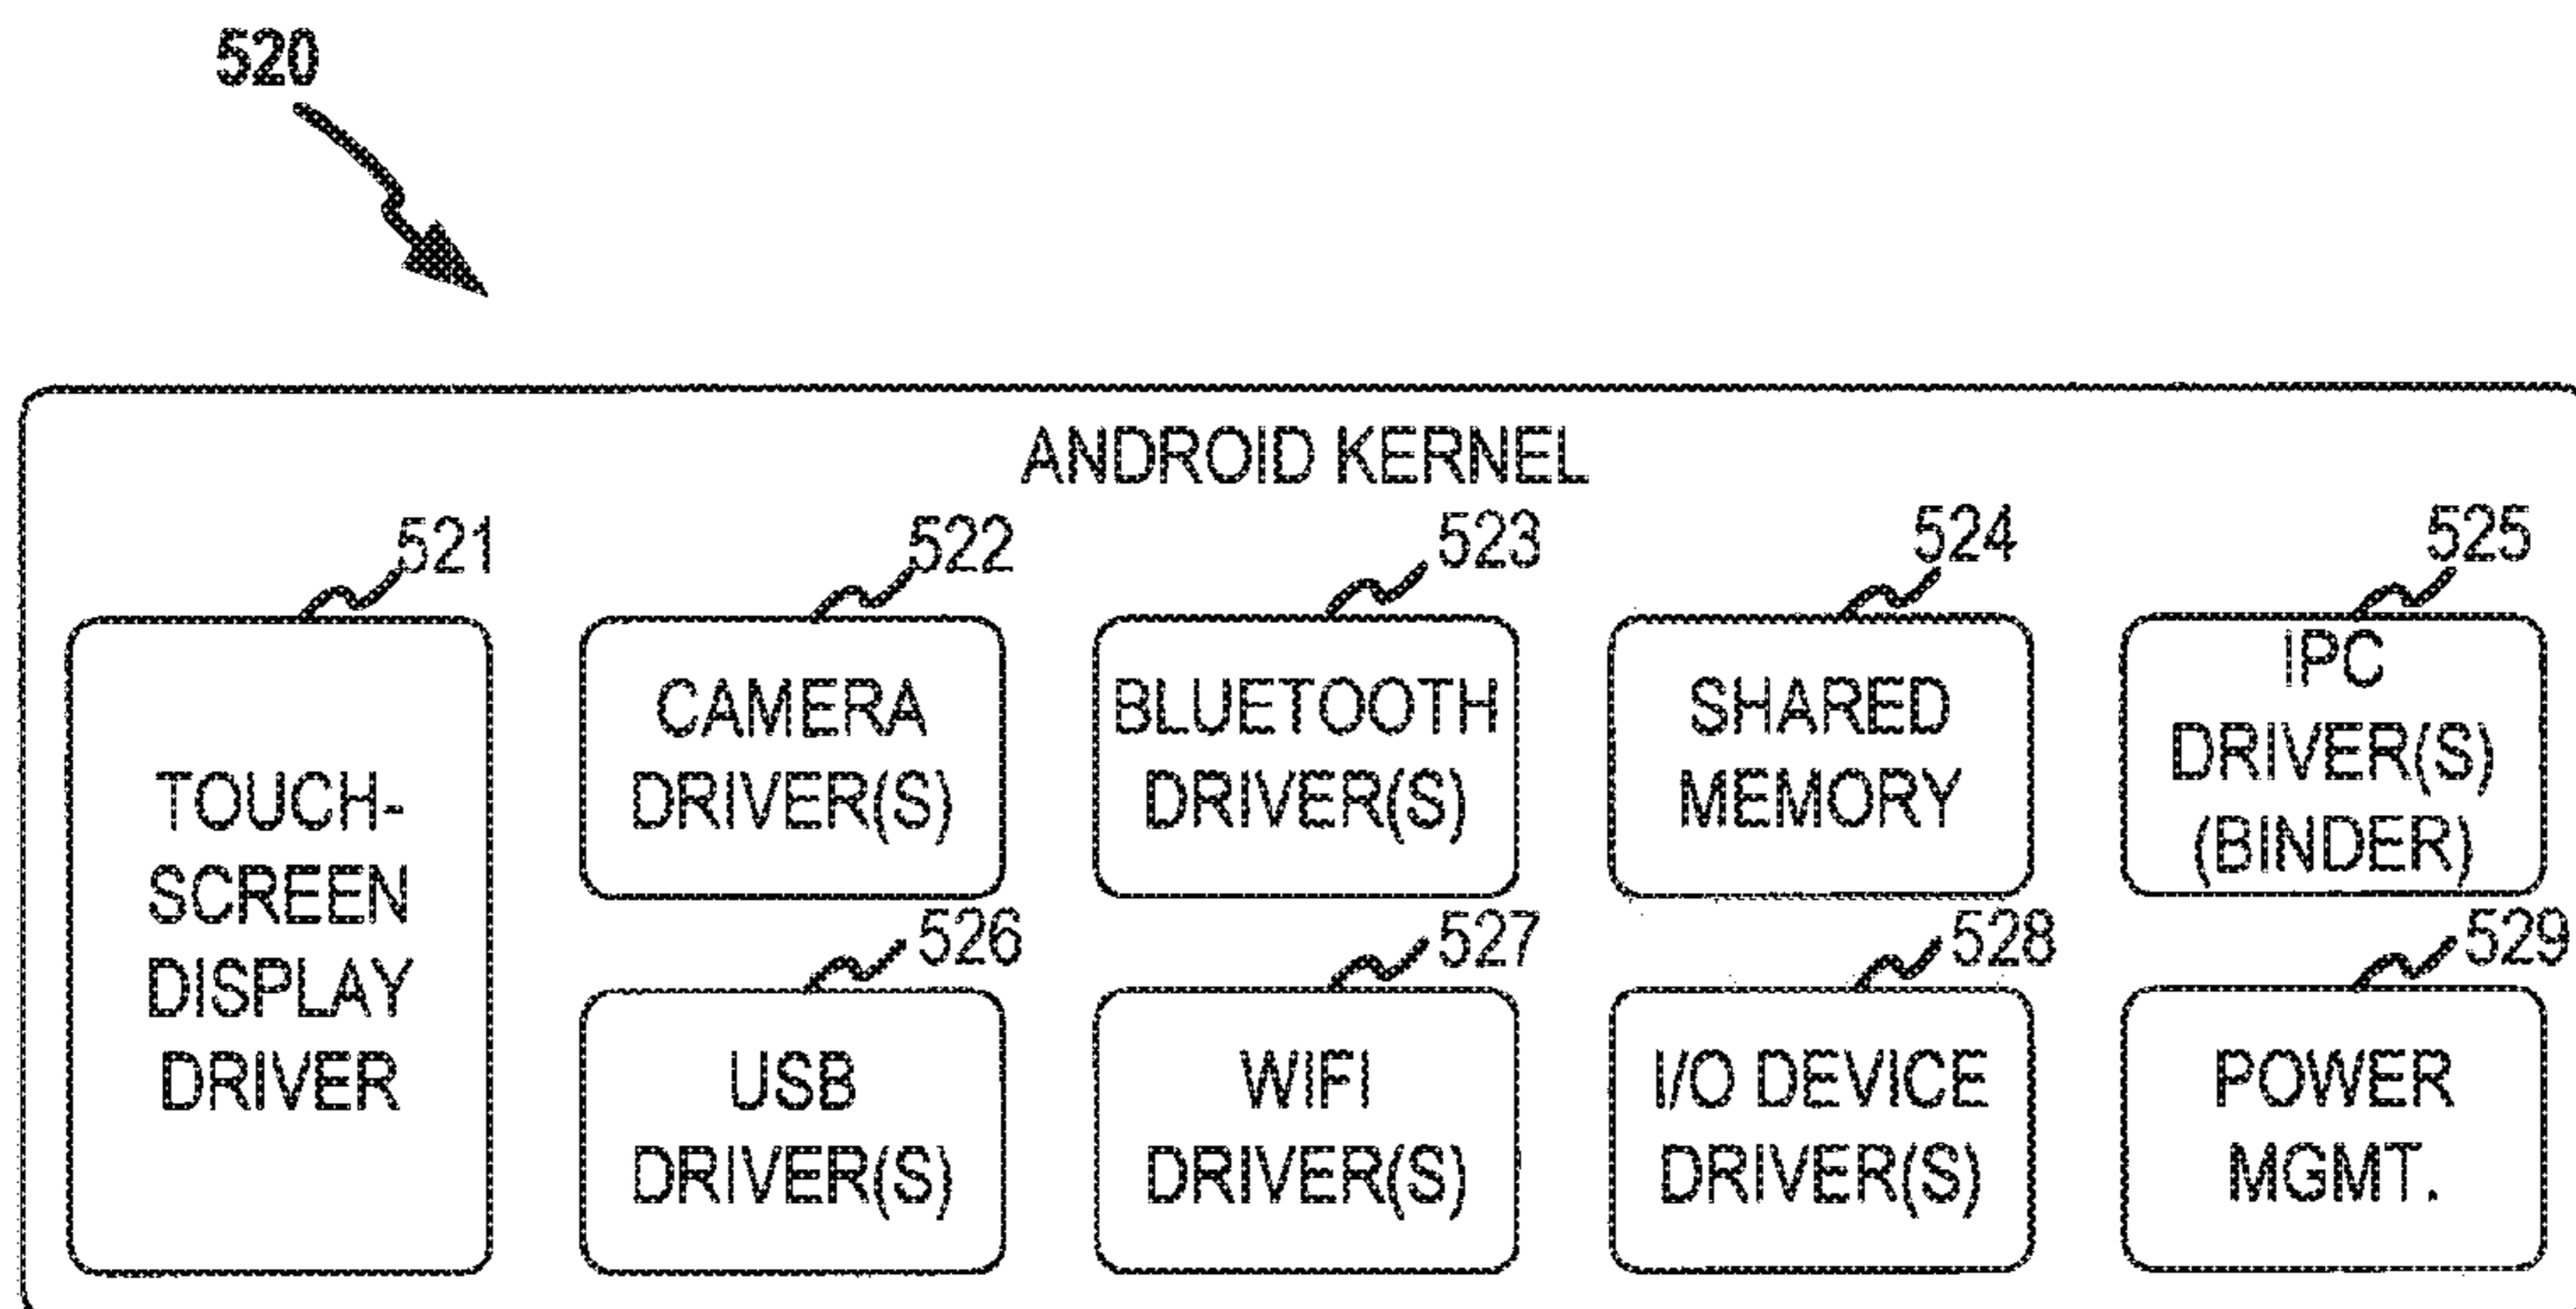 520
ANDROID KERNEL
521
TOUCH-
SCREEN
DISPLAY
DRIVER
522
CAMERA
DRIVER(S)
523
BLUETOOTH
DRIVER(S)
524
SHARED
MEMORY
525
IPC
DRIVER(S)
(BINDER)
526
USB
DRIVER(S)
527
WIFI
DRIVER(S)
528
I/O DEVICE
DRIVER(S)
529
POWER
MGMT.